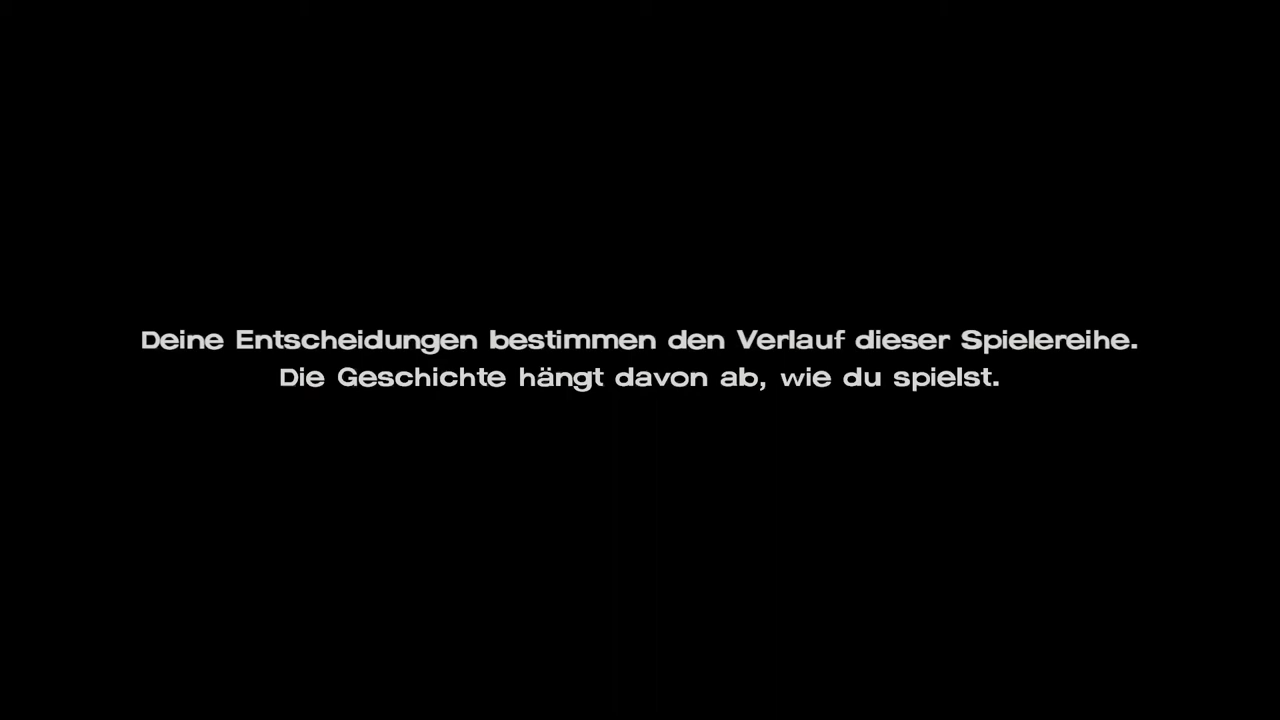 Deine Entscheidungen bestimmen den Verlauf dieser Spielereihe.
Die Geschichte hängt davon ab, wie du spielst.